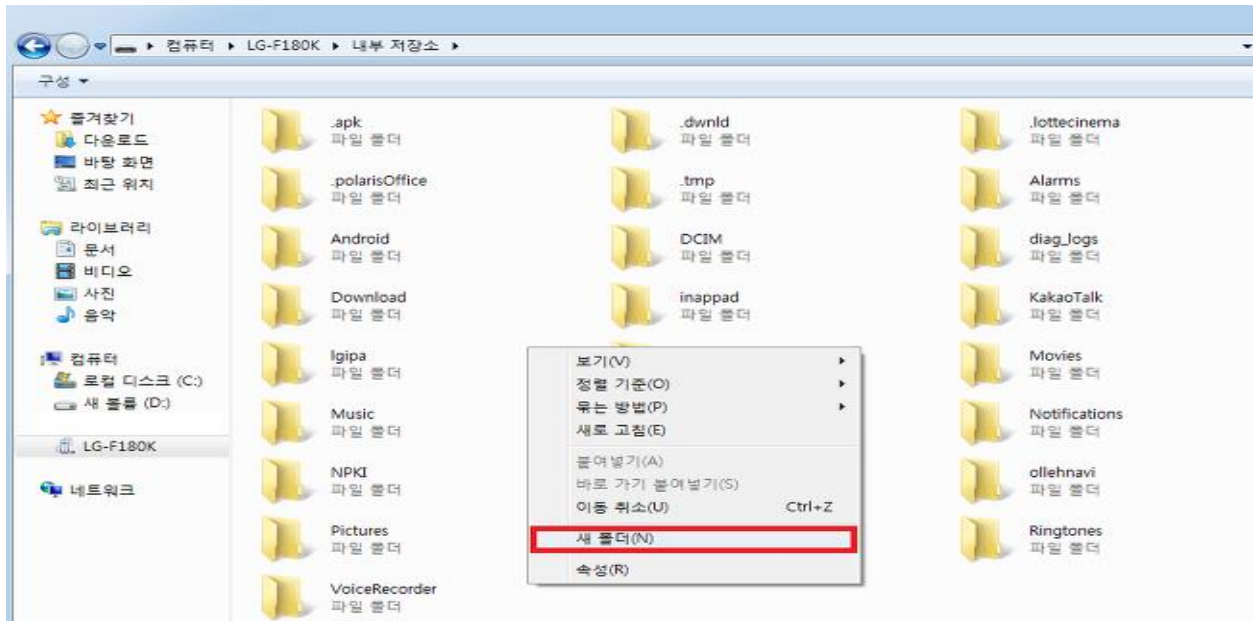 컴퓨터 ▸ LG-F180K ▸ 내부 저장소 ▸
구성
즐겨찾기
다운로드
바탕 화면
최근 위치
라이브러리
문서
비디오
사진
음악
컴퓨터
로컬 디스크 (C:)
새 볼륨 (D:)
LG-F180K
네트워크
.apk
파일 폴더
.dwnld
파일 폴더
.lottecinema
파일 폴더
.polarisOffice
파일 폴더
.tmp
파일 폴더
Alarms
파일 폴더
Android
파일 폴더
DCIM
파일 폴더
diag_logs
파일 폴더
Download
파일 폴더
inappad
파일 폴더
KakaoTalk
파일 폴더
lgipa
파일 폴더
Movies
파일 폴더
Music
파일 폴더
Notifications
파일 폴더
NPKI
파일 폴더
ollehnavi
파일 폴더
Pictures
파일 폴더
Ringtones
파일 폴더
VoiceRecorder
파일 폴더
보기(V)
정렬 기준(O)
묶는 방법(P)
새로 고침(E)
붙여넣기(A)
바로 가기 붙여넣기(S)
이동 취소(U) Ctrl+Z
새 폴더(N)
속성(R)